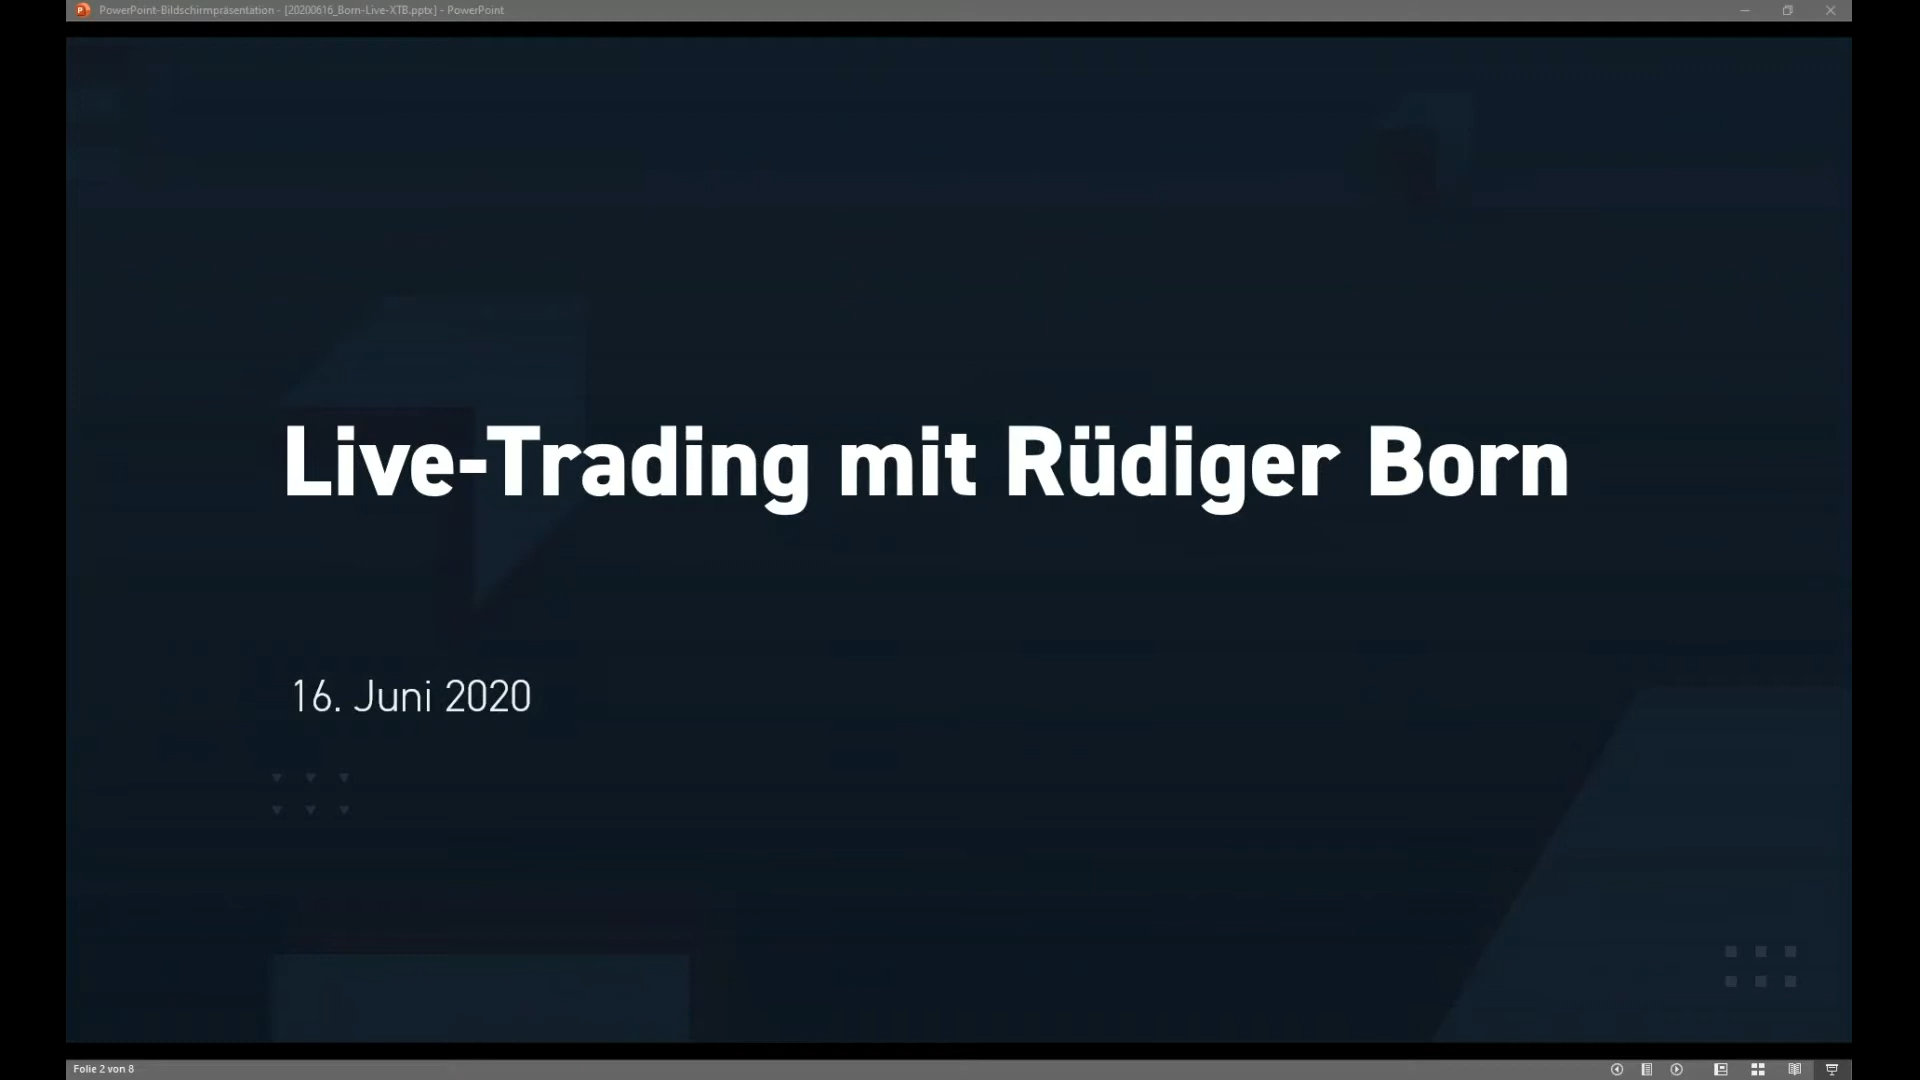 PowerPoint-Bildschirmpräsentation - [20200616_Born-Live-XTB.pptx] - PowerPoint
Live-Trading mit Rüdiger Born
16. Juni 2020
Folie 2 von 8